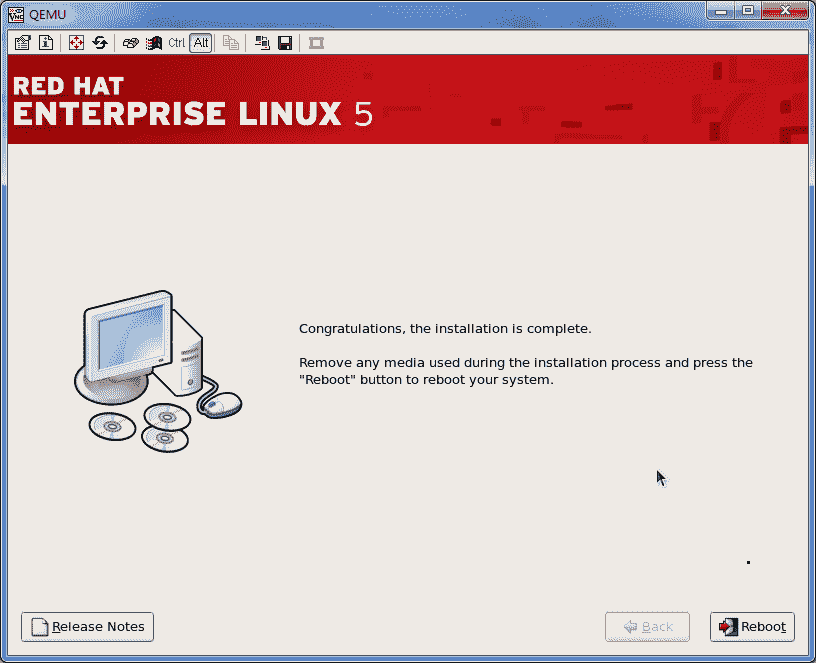 QEMU
Ctrl Alt
RED HAT
ENTERPRISE LINUX 5
Congratulations, the installation is complete.
Remove any media used during the installation process and press the
"Reboot" button to reboot your system.
Release Notes
Back
Reboot